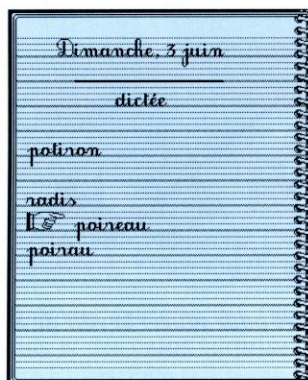 Dimanche, 3 juin
dictée
potiron
radis
poireau
poirau